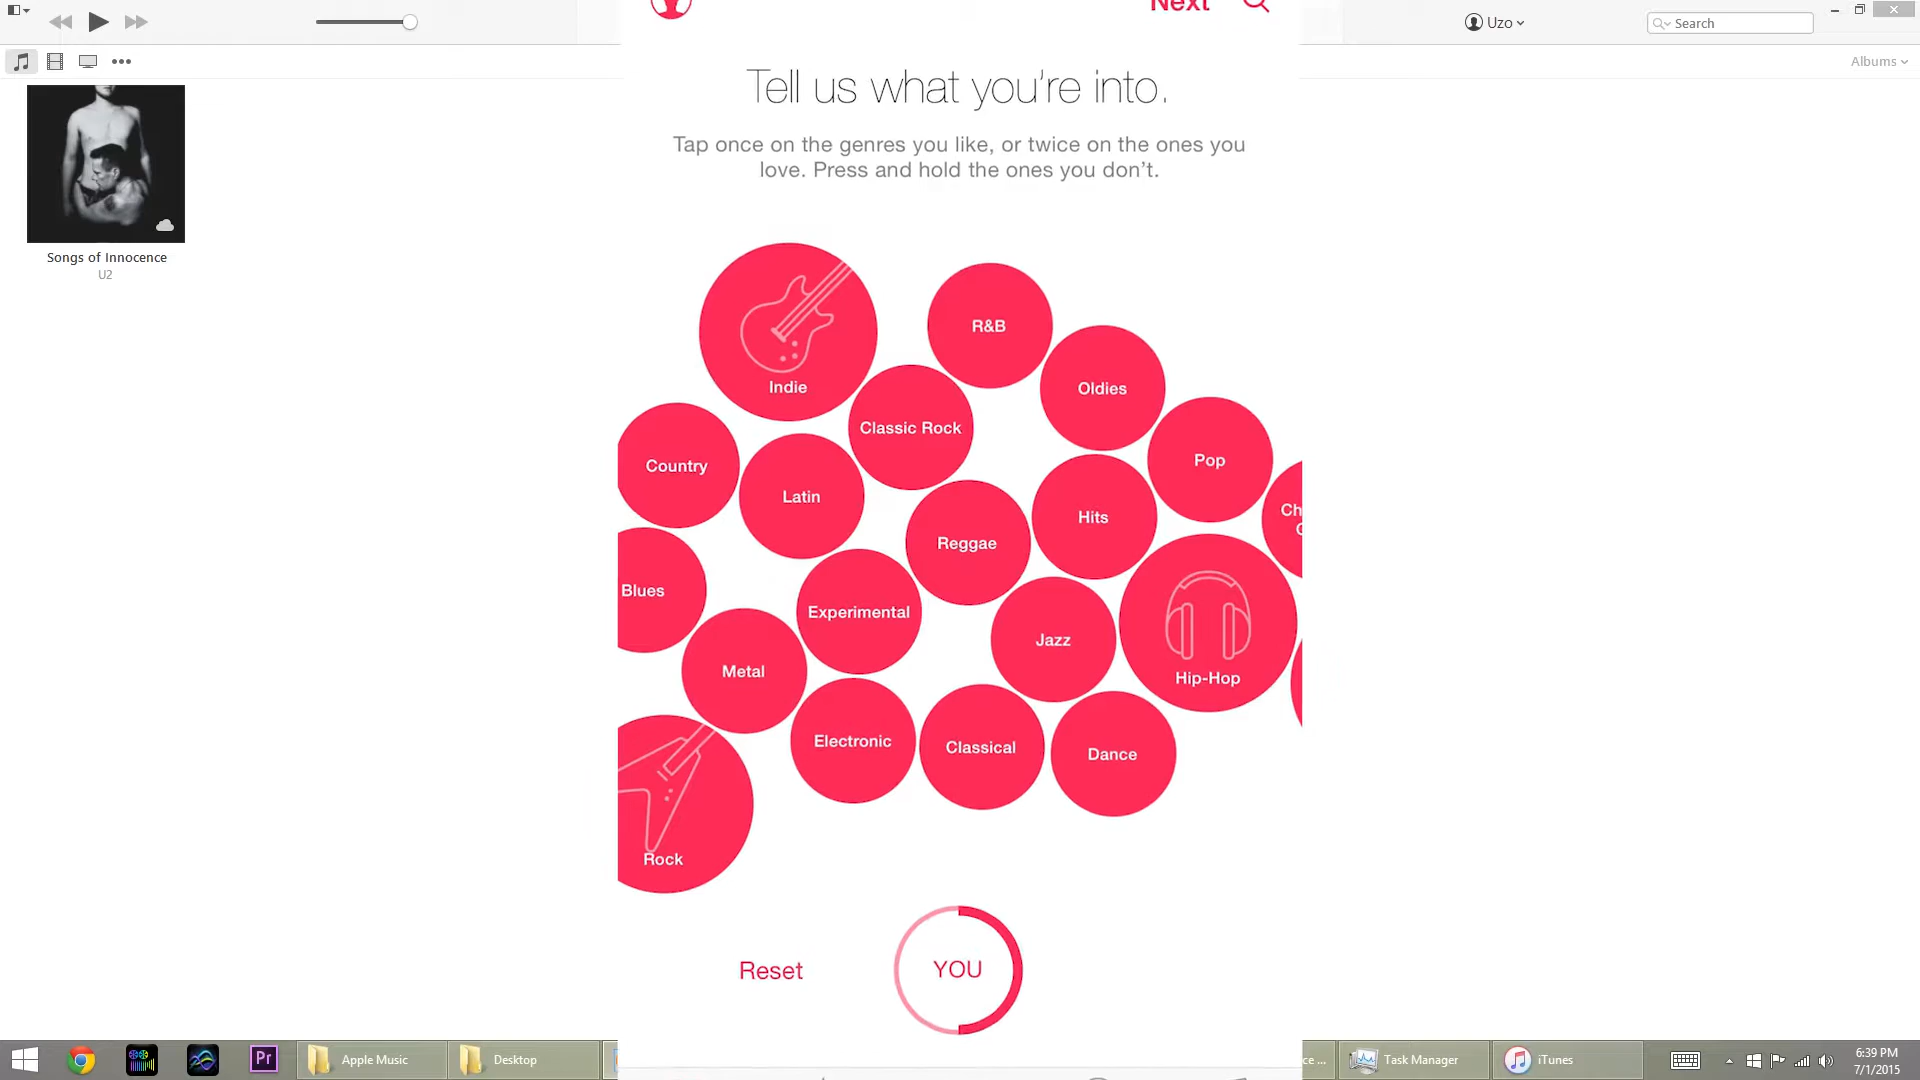 Next
Uzo
Search
Albums
Tell us what you're into.
Tap once on the genres you like, or twice on the ones you
love. Press and hold the ones you don't.
Songs of Innocence
U2
Indie
R&B
Oldies
Classic Rock
Pop
Country
Latin
Hits
Ch
Reggae
Blues
Experimental
Jazz
Metal
Hip-Hop
Electronic
Classical
Dance
Rock
Reset
YOU
Pr
Apple Music
Desktop
ce ...
Task Manager
iTunes
6:39 PM
7/1/2015